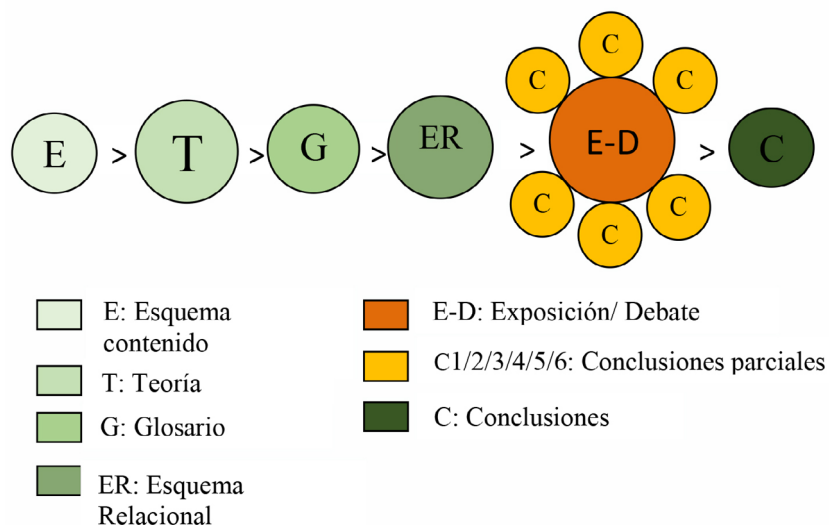 C
C
C
E > T > G > ER > E-D > C
C
C
C
E: Esquema
contenido
T: Teoría
G: Glosario
ER: Esquema
Relacional
E-D: Exposición/ Debate
C1/2/3/4/5/6: Conclusiones parciales
C: Conclusiones